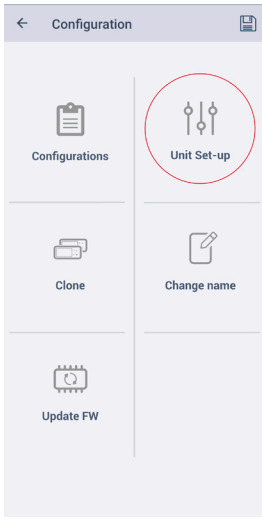 Configuration
Configurations
Unit Set-up
Clone
Change name
Update FW